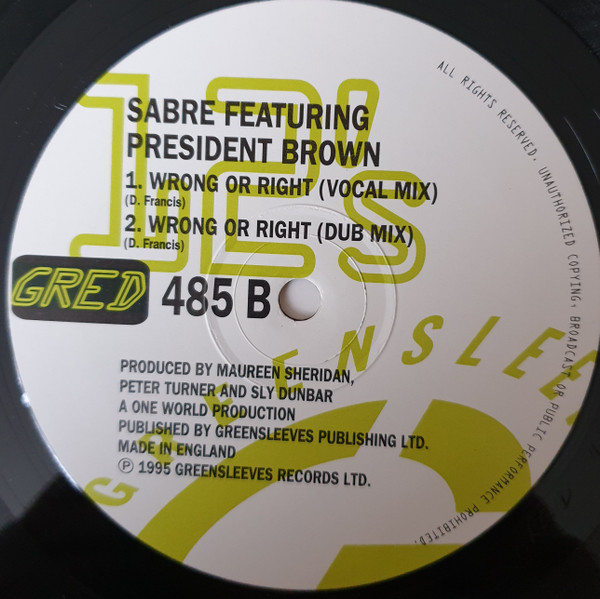 12's
SABRE FEATURING
PRESIDENT BROWN
1. WRONG OR RIGHT (VOCAL MIX)
(D. Francis)
2. WRONG OR RIGHT (DUB MIX)
(D. Francis)
GRED 485 B
PRODUCED BY MAUREEN SHERIDAN,
PETER TURNER AND SLY DUNBAR
A ONE WORLD PRODUCTION
PUBLISHED BY GREENSLEEVES PUBLISHING LTD.
MADE IN ENGLAND
Ⓟ 1995 GREENSLEEVES RECORDS LTD.
GREENSLEE
ALL RIGHTS RESERVED. UNAUTHORIZED COPYING, BROADCAST OR PUBLIC PERFORMANCE PROHIBITED.